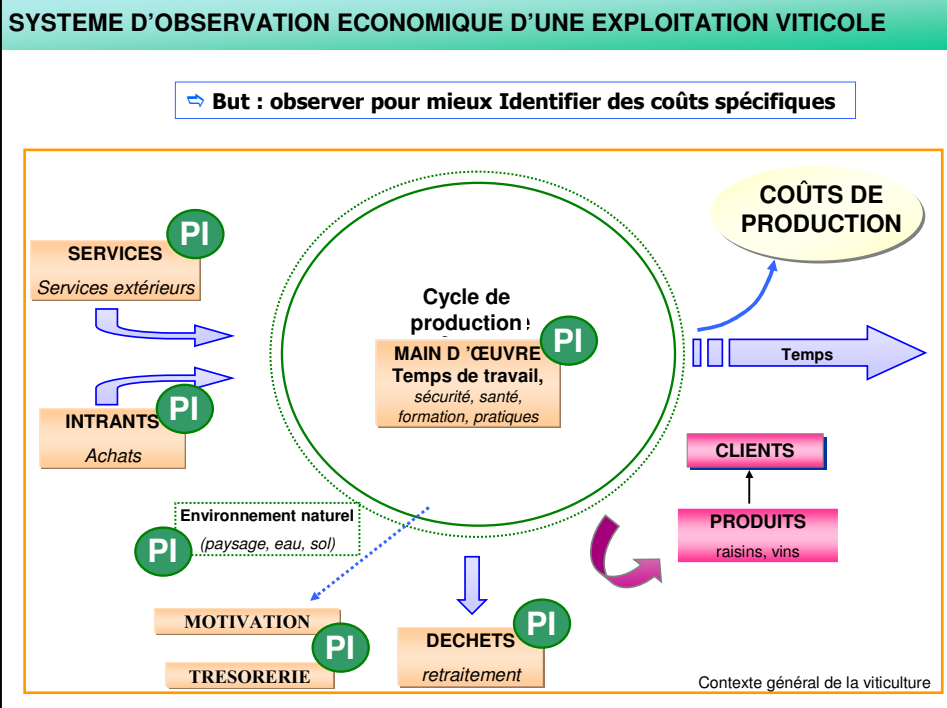 SYSTEME D'OBSERVATION ECONOMIQUE D'UNE EXPLOITATION VITICOLE
⇨ But : observer pour mieux Identifier des coûts spécifiques
COÛTS DE
PRODUCTION
PI
SERVICES
Services extérieurs
Cycle de
production :
PI
MAIN D 'ŒUVRE
Temps de travail,
sécurité, santé,
formation, pratiques
Temps
PI
INTRANTS
Achats
CLIENTS
PRODUITS
raisins, vins
Environnement naturel
(paysage, eau, sol)
PI
MOTIVATION
PI
TRESORERIE
PI
DECHETS
retraitement
Contexte général de la viticulture